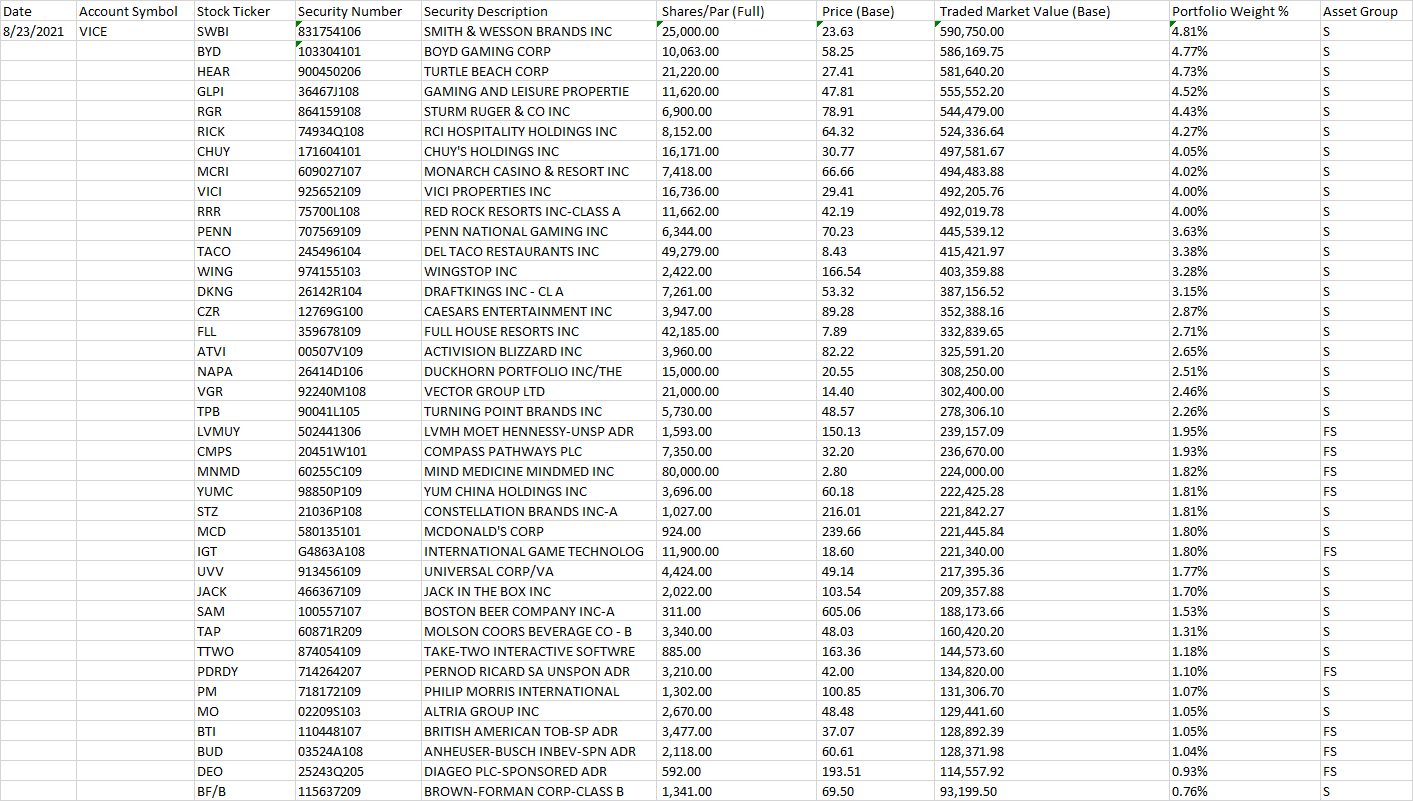 Date Account Symbol Stock Ticker Security Number Security Description Shares/Par (Full) Price (Base) Traded Market Value (Base) Portfolio Weight % Asset Group
8/23/2021 VICE SWBI 831754106 SMITH & WESSON BRANDS INC 25,000.00 23.63 590,750.00 4.81% S
BYD 103304101 BOYD GAMING CORP 10,063.00 58.25 586,169.75 4.77% S
HEAR 900450206 TURTLE BEACH CORP 21,220.00 27.41 581,640.20 4.73% S
GLPI 36467J108 GAMING AND LEISURE PROPERTIE 11,620.00 47.81 555,552.20 4.52% S
RGR 864159108 STURM RUGER & CO INC 6,900.00 78.91 544,479.00 4.43% S
RICK 74934Q108 RCI HOSPITALITY HOLDINGS INC 8,152.00 64.32 524,336.64 4.27% S
CHUY 171604101 CHUY'S HOLDINGS INC 16,171.00 30.77 497,581.67 4.05% S
MCRI 609027107 MONARCH CASINO & RESORT INC 7,418.00 66.66 494,483.88 4.02% S
VICI 925652109 VICI PROPERTIES INC 16,736.00 29.41 492,205.76 4.00% S
RRR 75700L108 RED ROCK RESORTS INC-CLASS A 11,662.00 42.19 492,019.78 4.00% S
PENN 707569109 PENN NATIONAL GAMING INC 6,344.00 70.23 445,539.12 3.63% S
TACO 245496104 DEL TACO RESTAURANTS INC 49,279.00 8.43 415,421.97 3.38% S
WING 974155103 WINGSTOP INC 2,422.00 166.54 403,359.88 3.28% S
DKNG 26142R104 DRAFTKINGS INC - CL A 7,261.00 53.32 387,156.52 3.15% S
CZR 12769G100 CAESARS ENTERTAINMENT INC 3,947.00 89.28 352,388.16 2.87% S
FLL 359678109 FULL HOUSE RESORTS INC 42,185.00 7.89 332,839.65 2.71% S
ATVI 00507V109 ACTIVISION BLIZZARD INC 3,960.00 82.22 325,591.20 2.65% S
NAPA 26414D106 DUCKHORN PORTFOLIO INC/THE 15,000.00 20.55 308,250.00 2.51% S
VGR 92240M108 VECTOR GROUP LTD 21,000.00 14.40 302,400.00 2.46% S
TPB 90041L105 TURNING POINT BRANDS INC 5,730.00 48.57 278,306.10 2.26% S
LVMUY 502441306 LVMH MOET HENNESSY-UNSP ADR 1,593.00 150.13 239,157.09 1.95% FS
CMPS 20451W101 COMPASS PATHWAYS PLC 7,350.00 32.20 236,670.00 1.93% FS
MNMD 60255C109 MIND MEDICINE MINDMED INC 80,000.00 2.80 224,000.00 1.82% FS
YUMC 98850P109 YUM CHINA HOLDINGS INC 3,696.00 60.18 222,425.28 1.81% FS
STZ 21036P108 CONSTELLATION BRANDS INC-A 1,027.00 216.01 221,842.27 1.81% S
MCD 580135101 MCDONALD'S CORP 924.00 239.66 221,445.84 1.80% S
IGT G4863A108 INTERNATIONAL GAME TECHNOLOG 11,900.00 18.60 221,340.00 1.80% FS
UVV 913456109 UNIVERSAL CORP/VA 4,424.00 49.14 217,395.36 1.77% S
JACK 466367109 JACK IN THE BOX INC 2,022.00 103.54 209,357.88 1.70% S
SAM 100557107 BOSTON BEER COMPANY INC-A 311.00 605.06 188,173.66 1.53% S
TAP 60871R209 MOLSON COORS BEVERAGE CO - B 3,340.00 48.03 160,420.20 1.31% S
TTWO 874054109 TAKE-TWO INTERACTIVE SOFTWRE 885.00 163.36 144,573.60 1.18% S
PDRDY 714264207 PERNOD RICARD SA UNSPON ADR 3,210.00 42.00 134,820.00 1.10% FS
PM 718172109 PHILIP MORRIS INTERNATIONAL 1,302.00 100.85 131,306.70 1.07% S
MO 02209S103 ALTRIA GROUP INC 2,670.00 48.48 129,441.60 1.05% S
BTI 110448107 BRITISH AMERICAN TOB-SP ADR 3,477.00 37.07 128,892.39 1.05% FS
BUD 03524A108 ANHEUSER-BUSCH INBEV-SPN ADR 2,118.00 60.61 128,371.98 1.04% FS
DEO 25243Q205 DIAGEO PLC-SPONSORED ADR 592.00 193.51 114,557.92 0.93% FS
BF/B 115637209 BROWN-FORMAN CORP-CLASS B 1,341.00 69.50 93,199.50 0.76% S